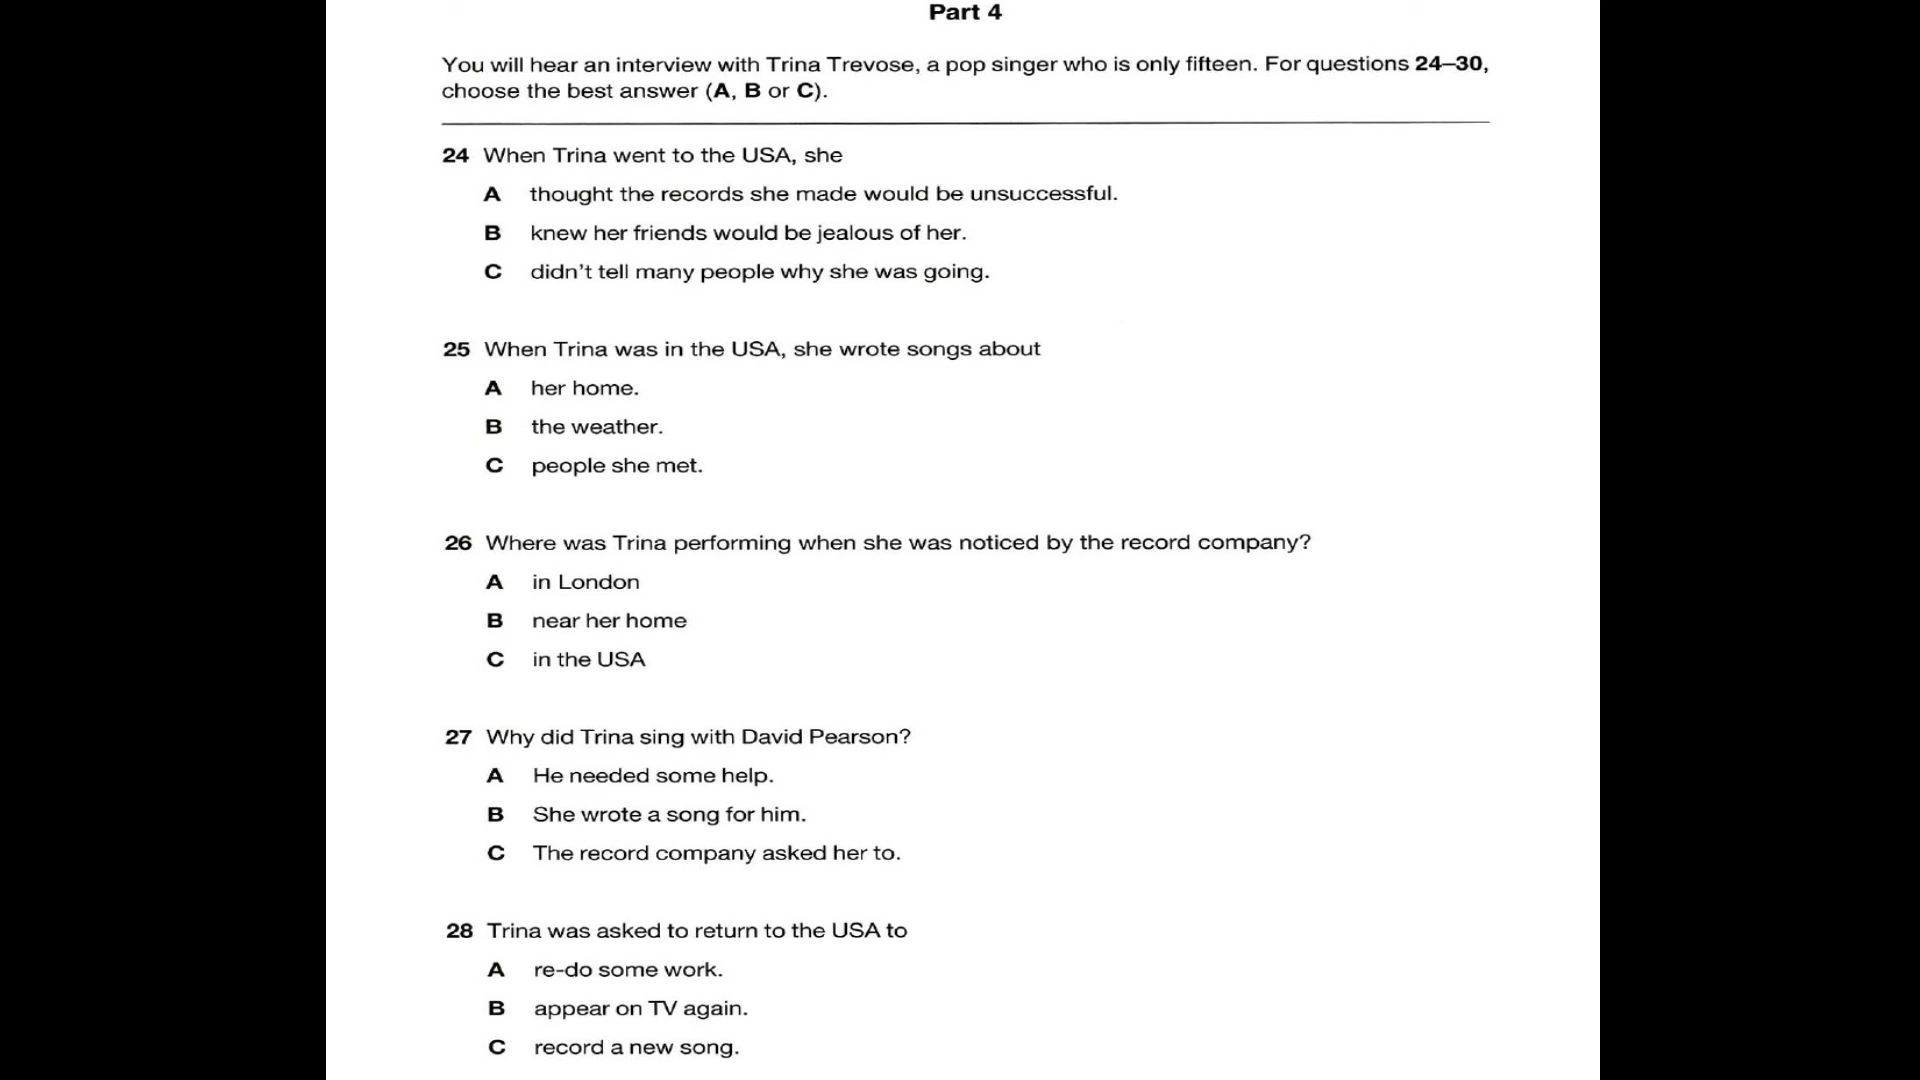 Part 4
You will hear an interview with Trina Trevose, a pop singer who is only fifteen. For questions 24–30,
choose the best answer (A, B or C).
24 When Trina went to the USA, she
A thought the records she made would be unsuccessful.
B knew her friends would be jealous of her.
C didn't tell many people why she was going.
25 When Trina was in the USA, she wrote songs about
A her home.
B the weather.
C people she met.
26 Where was Trina performing when she was noticed by the record company?
A in London
B near her home
C in the USA
27 Why did Trina sing with David Pearson?
A He needed some help.
B She wrote a song for him.
C The record company asked her to.
28 Trina was asked to return to the USA to
A re-do some work.
B appear on TV again.
C record a new song.